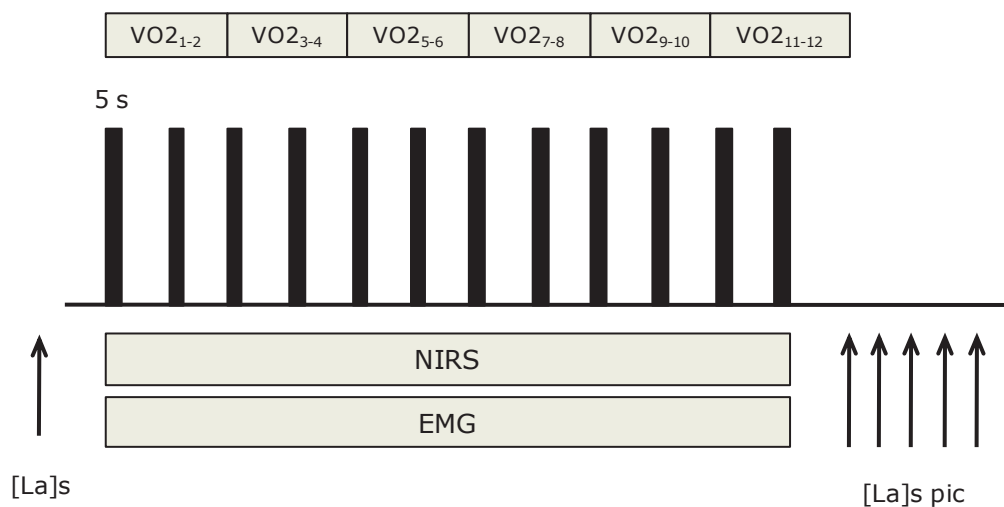 VO2₁₋₂ VO2₃₋₄ VO2₅₋₆ VO2₇₋₈ VO2₉₋₁₀ VO2₁₁₋₁₂
5 s
NIRS
EMG
[La]s
[La]s pic